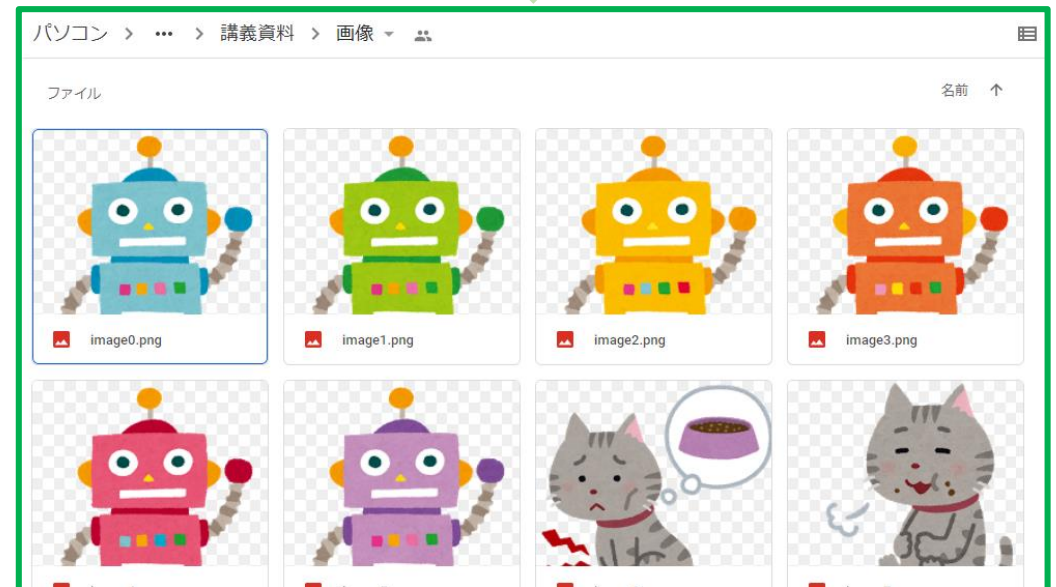 パソコン > ... > 講義資料 > 画像
ファイル
名前 ↑
image0.png
image1.png
image2.png
image3.png